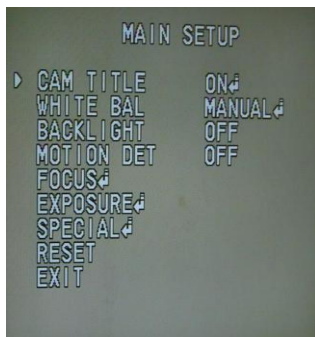 MAIN SETUP
CAM TITLE ON↲
WHITE BAL MANUAL↲
BACKLIGHT OFF
MOTION DET OFF
FOCUS↲
EXPOSURE↲
SPECIAL↲
RESET
EXIT